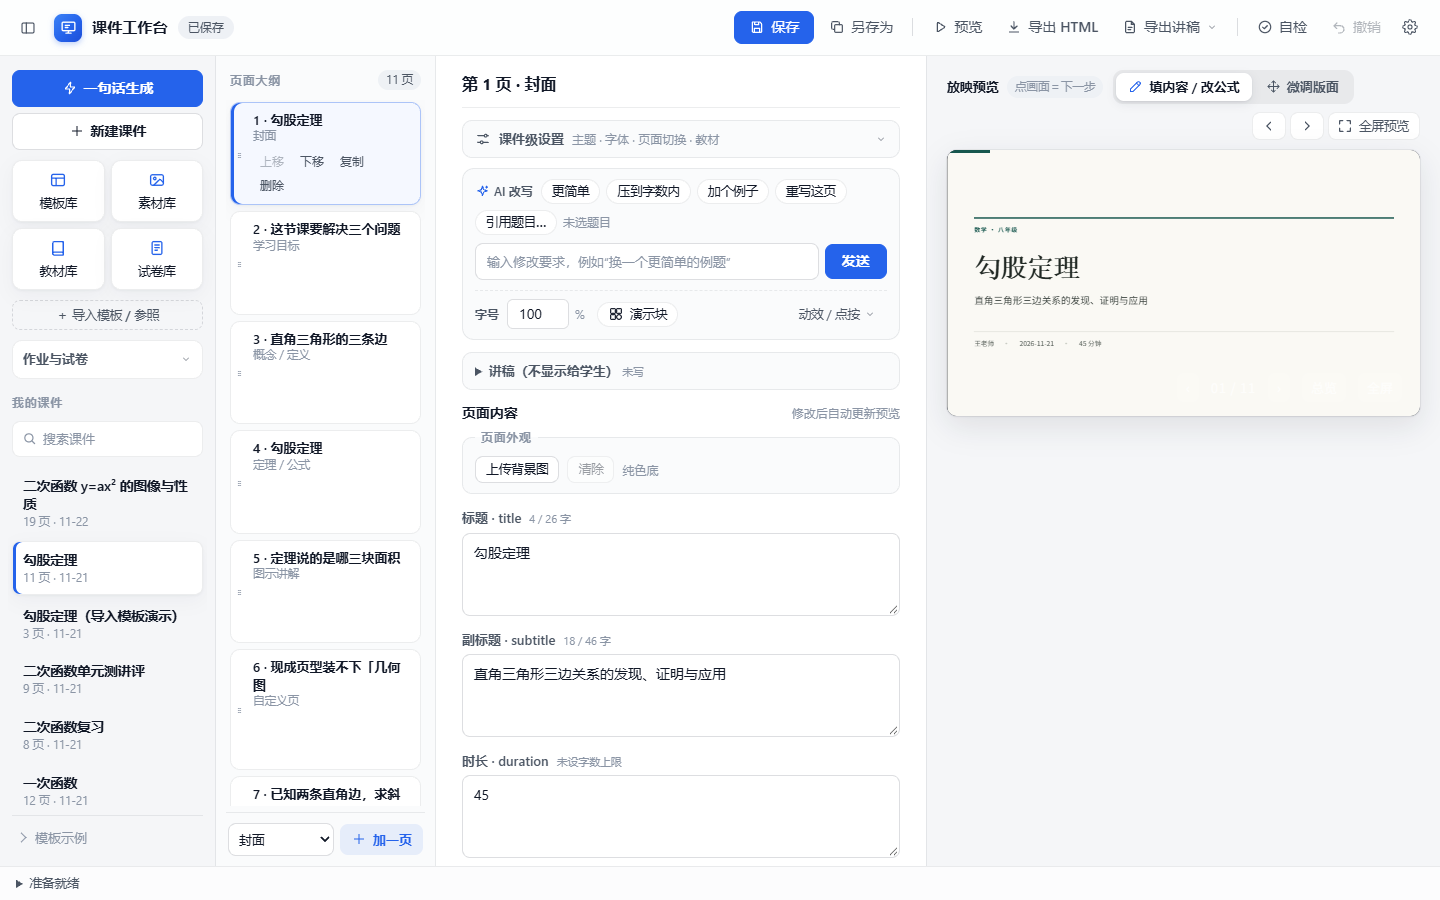 课件工作台
已保存
保存
另存为
预览
导出 HTML
导出讲稿
自检
撤销
一句话生成
+ 新建课件
模板库
素材库
教材库
试卷库
+ 导入模板 / 参照
作业与试卷
我的课件
搜索课件
二次函数 y=ax² 的图像与性质
19 页 · 11-22
勾股定理
11 页 · 11-21
勾股定理（导入模板演示）
3 页 · 11-21
二次函数单元测讲评
9 页 · 11-21
二次函数复习
8 页 · 11-21
一次函数
12 页 · 11-21
模板示例
页面大纲
11 页
1 · 勾股定理
封面
上移 下移 复制
删除
2 · 这节课要解决三个问题
学习目标
3 · 直角三角形的三条边
概念 / 定义
4 · 勾股定理
定理 / 公式
5 · 定理说的是哪三块面积
图示讲解
6 · 现成页型装不下「几何图
自定义页
7 · 已知两条直角边，求斜
封面
+ 加一页
第 1 页 · 封面
课件级设置 主题 · 字体 · 页面切换 · 教材
AI 改写 更简单 压到字数内 加个例子 重写这页
引用题目... 未选题目
输入修改要求，例如“换一个更简单的例题”
发送
字号 100 % 演示块 动效 / 点按
讲稿（不显示给学生） 未写
页面内容 修改后自动更新预览
页面外观
上传背景图 清除 纯色底
标题 · title 4 / 26 字
勾股定理
副标题 · subtitle 18 / 46 字
直角三角形三边关系的发现、证明与应用
时长 · duration 未设字数上限
45
放映预览 点画面 = 下一步 填内容 / 改公式 微调版面
全屏预览
数学 · 八年级
勾股定理
直角三角形三边关系的发现、证明与应用
王老师 · 2026-11-21 · 45 分钟
准备就绪